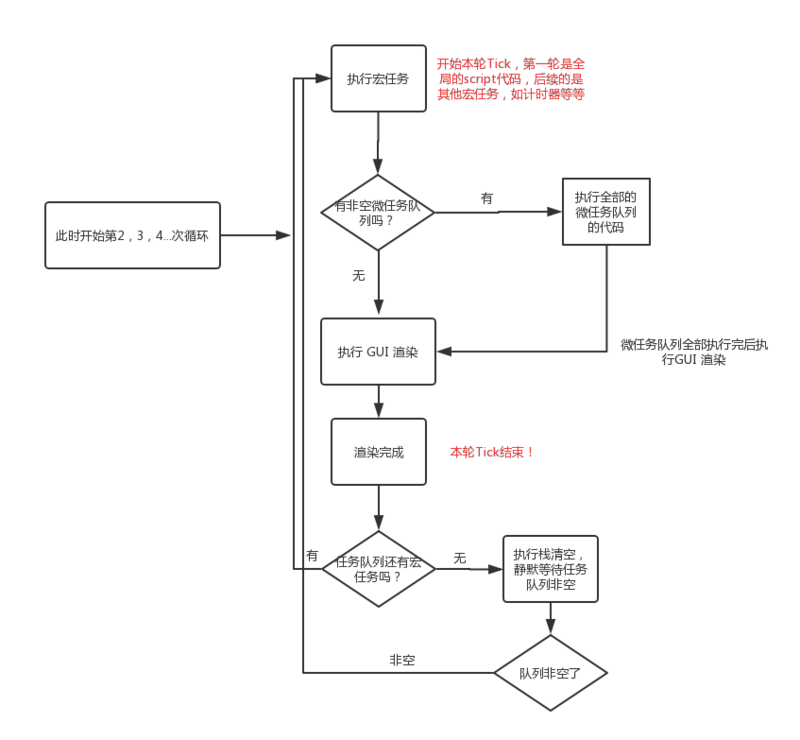 执行宏任务
开始本轮Tick，第一轮是全
局的script代码，后续的是
其他宏任务，如计时器等等
有非空微任务队
列吗？
有
执行全部的
微任务队列
的代码
此时开始第2，3，4...次循环
无
执行 GUI 渲染
微任务队列全部执行完后执
行GUI 渲染
渲染完成
本轮Tick结束！
有
任务队列还有宏
任务吗？
无
执行栈清空，
静默等待任务
队列非空
非空
队列非空了